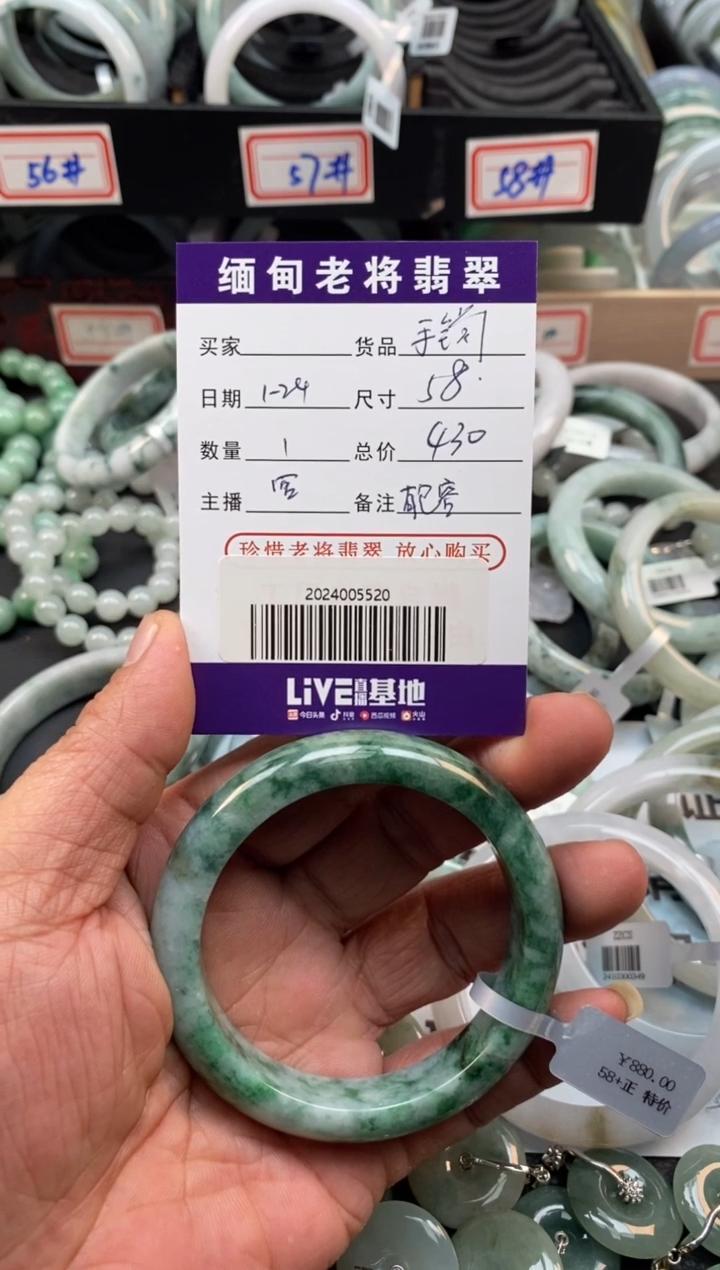 56#
57#
58#
缅甸老将翡翠
买家 货品 手镯
日期 1-24 尺寸 58.
数量 1 总价 430
主播 备注 配密
珍惜老将翡翠 放心购买
2024005520
LiVE直播基地
今日头条 抖音 西瓜视频 火山
¥880.00
58+正 特价